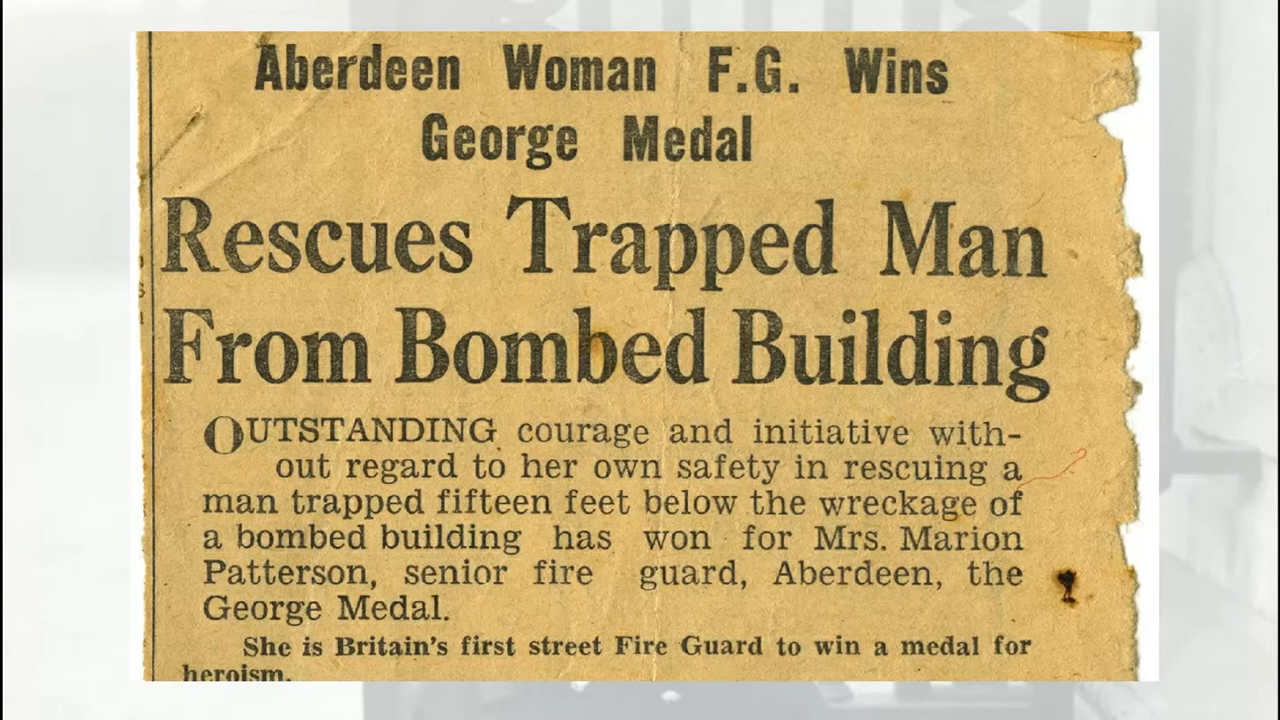 Aberdeen Woman F.G. Wins
George Medal
Rescues Trapped Man
From Bombed Building
OUTSTANDING courage and initiative with-
out regard to her own safety in rescuing a
man trapped fifteen feet below the wreckage of
a bombed building has won for Mrs. Marion
Patterson, senior fire guard, Aberdeen, the
George Medal.
She is Britain's first street Fire Guard to win a medal for
heroism.